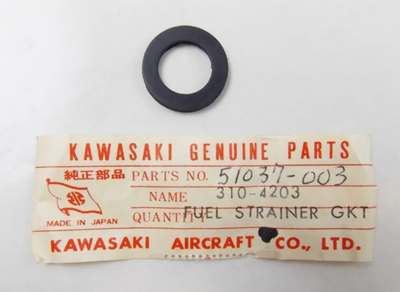 KAWASAKI GENUINE PARTS
純正部品
PARTS NO. 51037-003
NAME 310-4203
QUANTITY FUEL STRAINER GKT
MADE IN JAPAN
KAWASAKI AIRCRAFT CO., LTD.